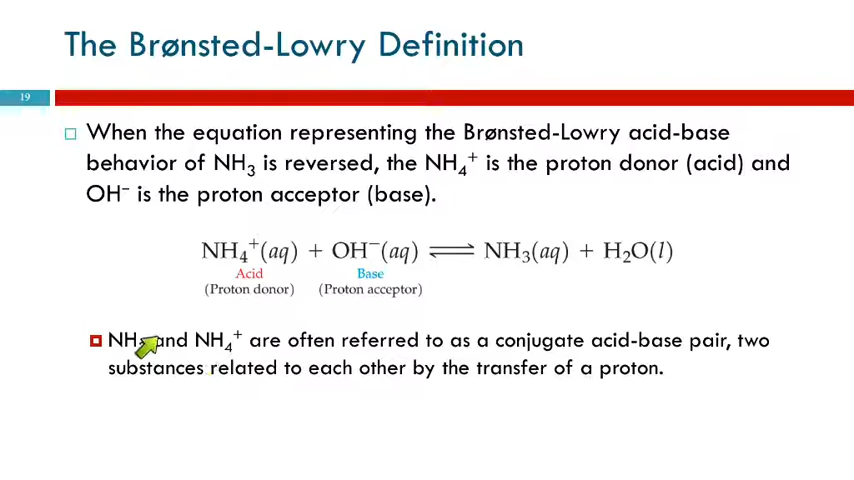 The Brønsted-Lowry Definition
19
When the equation representing the Brønsted-Lowry acid-base
behavior of NH₃ is reversed, the NH₄⁺ is the proton donor (acid) and
OH⁻ is the proton acceptor (base).
NH₄⁺(aq) + OH⁻(aq) ⇌ NH₃(aq) + H₂O(l)
Acid Base
(Proton donor) (Proton acceptor)
NH₃ and NH₄⁺ are often referred to as a conjugate acid-base pair, two
substances related to each other by the transfer of a proton.